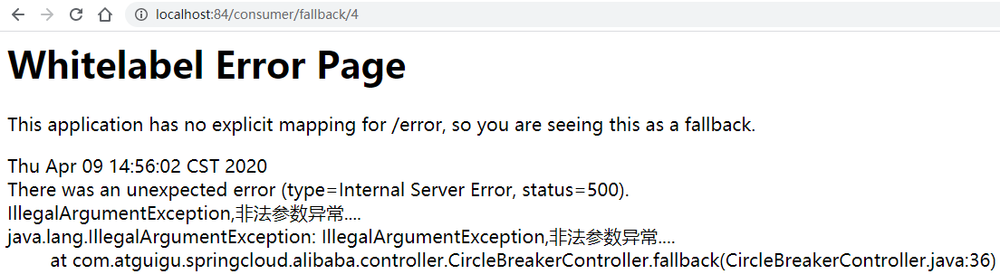 localhost:84/consumer/fallback/4
Whitelabel Error Page
This application has no explicit mapping for /error, so you are seeing this as a fallback.
Thu Apr 09 14:56:02 CST 2020
There was an unexpected error (type=Internal Server Error, status=500).
IllegalArgumentException,非法参数异常....
java.lang.IllegalArgumentException: IllegalArgumentException,非法参数异常....
at com.atguigu.springcloud.alibaba.controller.CircleBreakerController.fallback(CircleBreakerController.java:36)